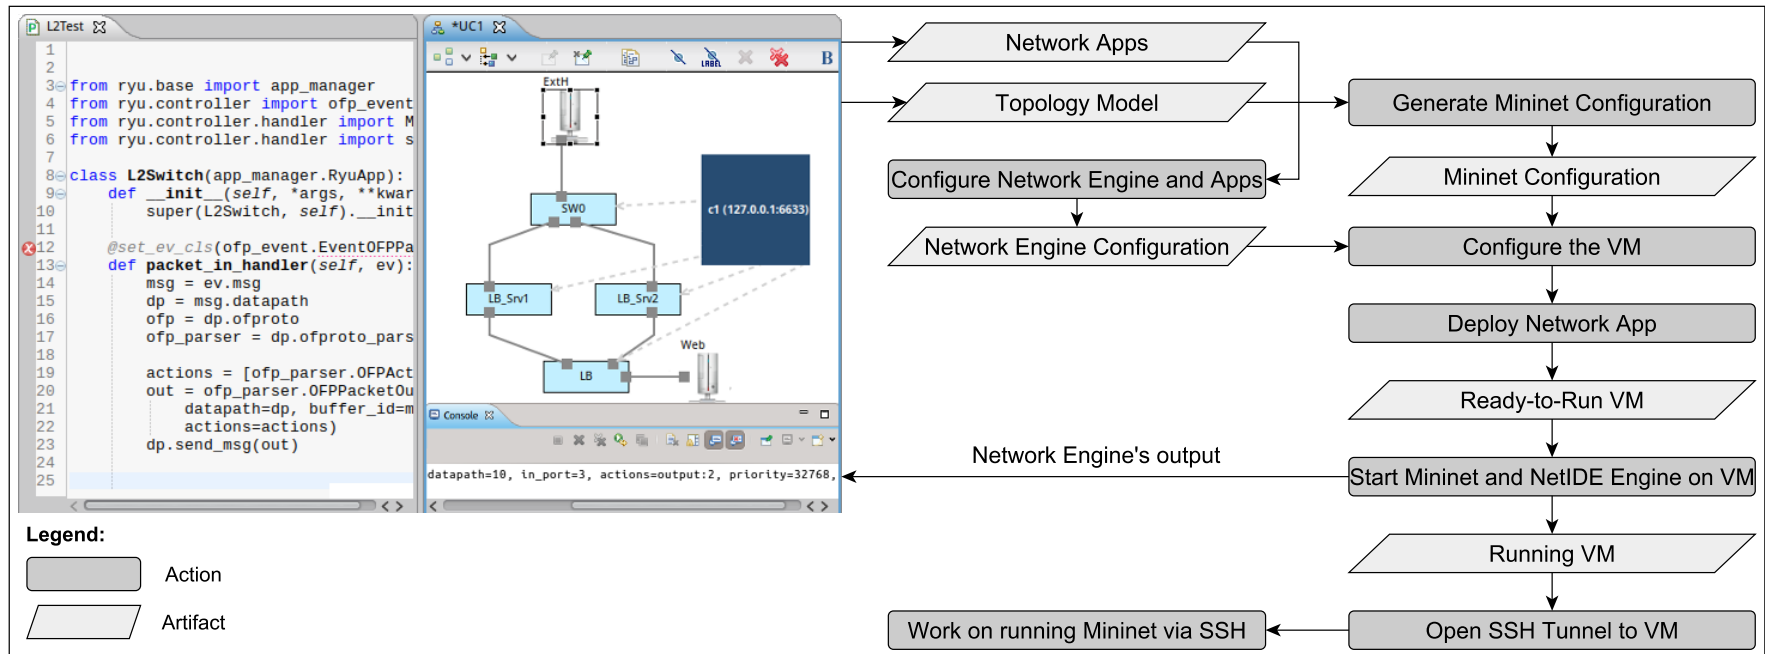 L2Test
1
2
3 from ryu.base import app_manager
4 from ryu.controller import ofp_event
5 from ryu.controller.handler import M
6 from ryu.controller.handler import s
7
8 class L2Switch(app_manager.RyuApp):
9 def __init__(self, *args, **kwar
10 super(L2Switch, self).__init
11
12 @set_ev_cls(ofp_event.EventOFPPa
13 def packet_in_handler(self, ev):
14 msg = ev.msg
15 dp = msg.datapath
16 ofp = dp.ofproto
17 ofp_parser = dp.ofproto_pars
18
19 actions = [ofp_parser.OFPAct
20 out = ofp_parser.OFPPacketOu
21 datapath=dp, buffer_id=m
22 actions=actions)
23 dp.send_msg(out)
24
25
*UC1
LABEL
B
ExtH
SW0
c1 (127.0.0.1:6633)
LB_Srv1
LB_Srv2
Web
LB
Console
datapath=10, in_port=3, actions=output:2, priority=32768,
Network Apps
Topology Model
Generate Mininet Configuration
Configure Network Engine and Apps
Mininet Configuration
Network Engine Configuration
Configure the VM
Deploy Network App
Ready-to-Run VM
Network Engine's output
Start Mininet and NetIDE Engine on VM
Running VM
Work on running Mininet via SSH
Open SSH Tunnel to VM
Legend:
Action
Artifact